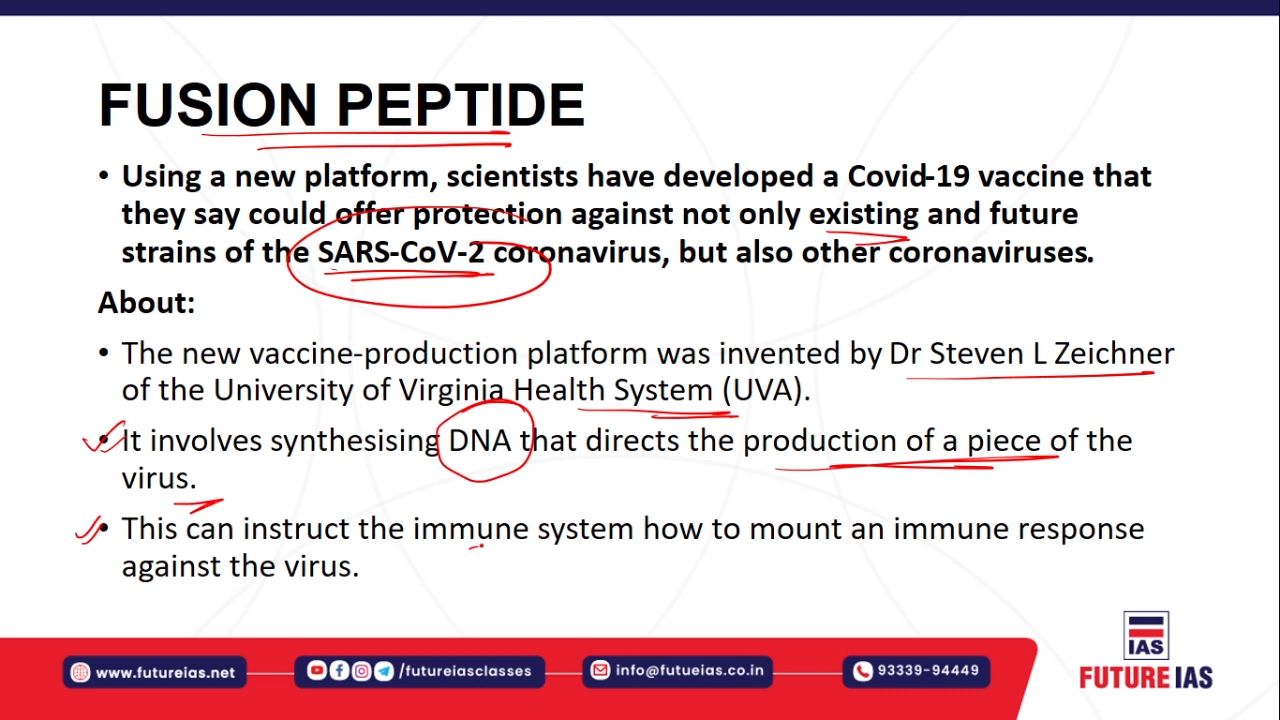 FUSION PEPTIDE
• Using a new platform, scientists have developed a Covid-19 vaccine that
they say could offer protection against not only existing and future
strains of the SARS-CoV-2 coronavirus, but also other coronaviruses.
About:
• The new vaccine-production platform was invented by Dr Steven L Zeichner
of the University of Virginia Health System (UVA).
• It involves synthesising DNA that directs the production of a piece of the
virus.
• This can instruct the immune system how to mount an immune response
against the virus.
IAS
www.futureias.net
/futureiasclasses
info@futueias.co.in
93339-94449
FUTURE IAS